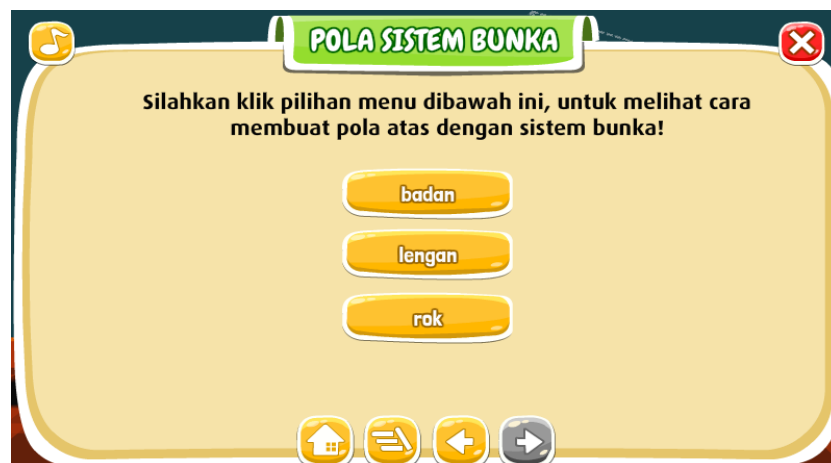 POLA SISTEM BUNKA
Silahkan klik pilihan menu dibawah ini, untuk melihat cara
membuat pola atas dengan sistem bunka!
badan
lengan
rok